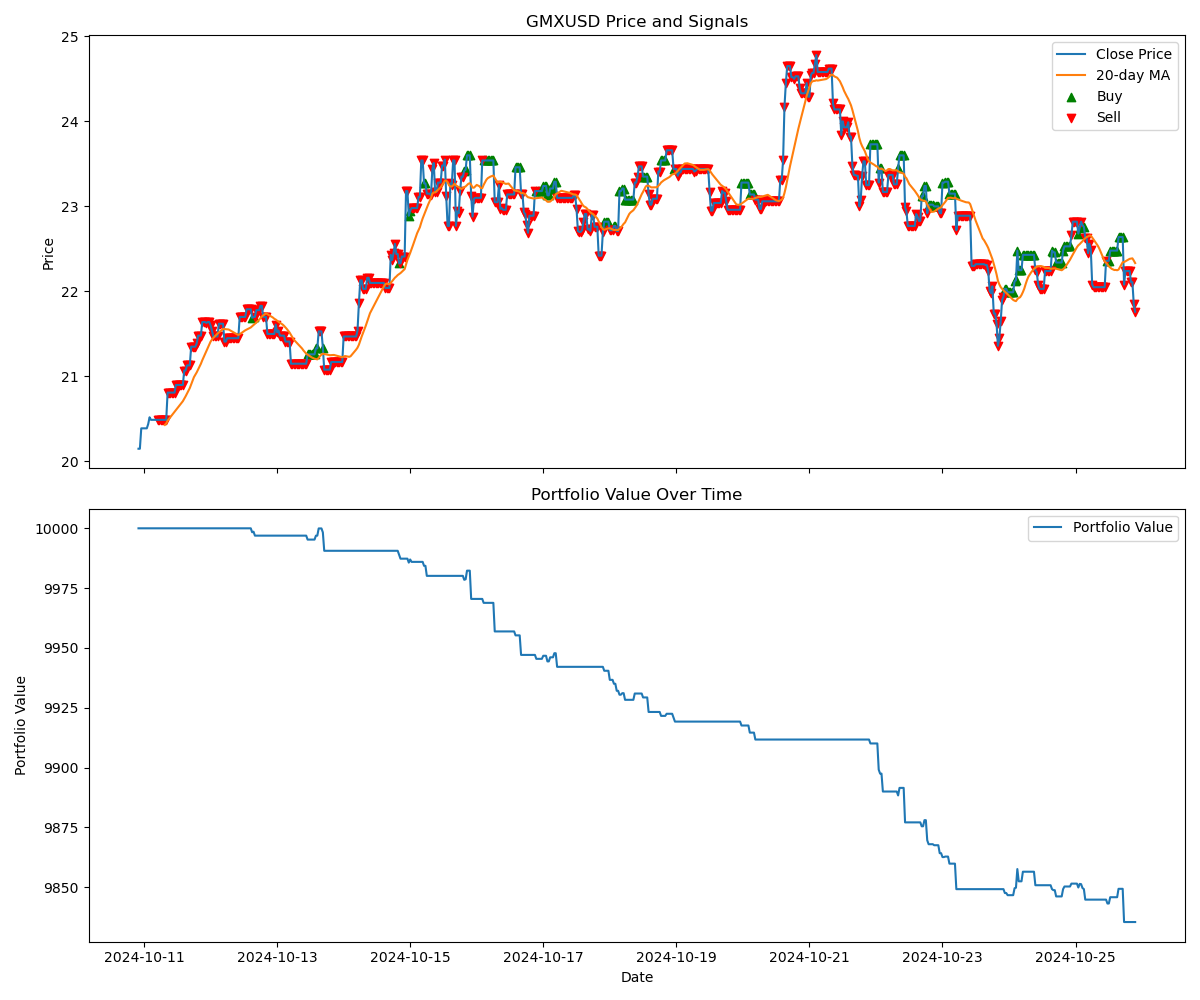 GMXUSD Price and Signals
25
24
23
22
21
20
Price
Close Price
20-day MA
Buy
Sell
Portfolio Value Over Time
10000
9975
9950
9925
9900
9875
9850
Portfolio Value
Portfolio Value
2024-10-11
2024-10-13
2024-10-15
2024-10-17
2024-10-19
2024-10-21
2024-10-23
2024-10-25
Date